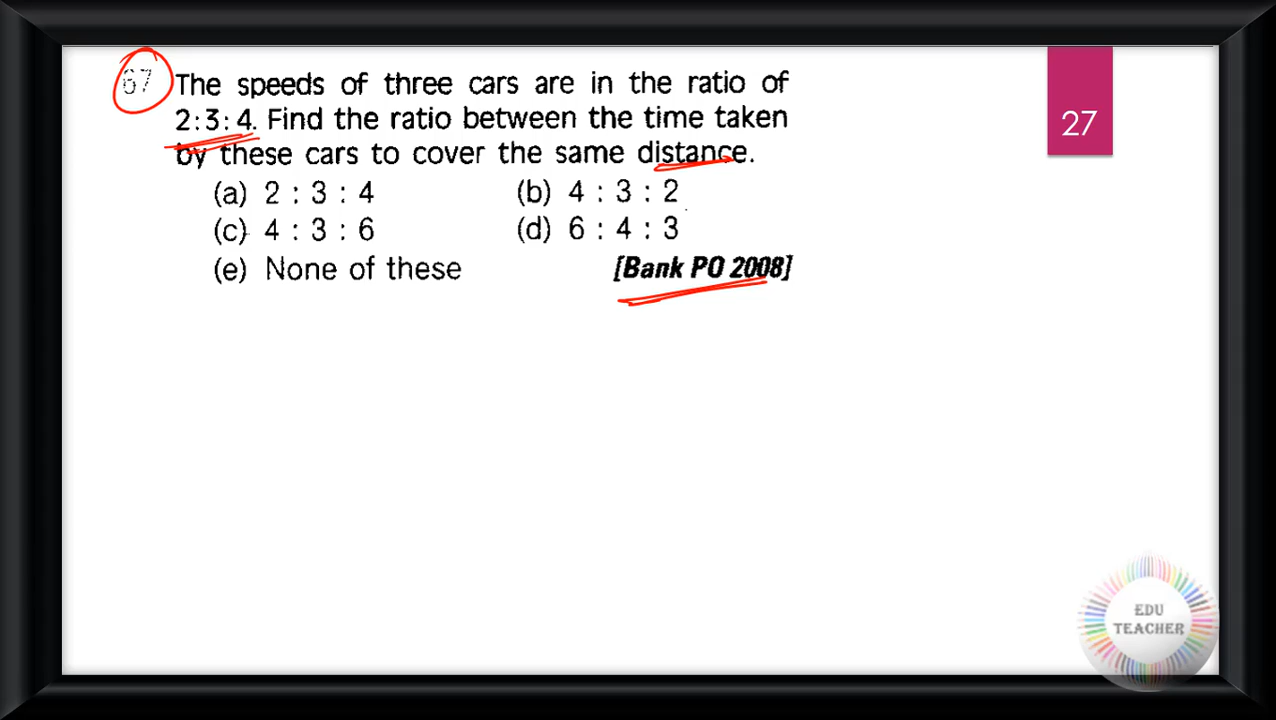 67 The speeds of three cars are in the ratio of
2:3:4. Find the ratio between the time taken
by these cars to cover the same distance.
(a) 2 : 3 : 4 (b) 4 : 3 : 2
(c) 4 : 3 : 6 (d) 6 : 4 : 3
(e) None of these [Bank PO 2008]
27
EDU
TEACHER